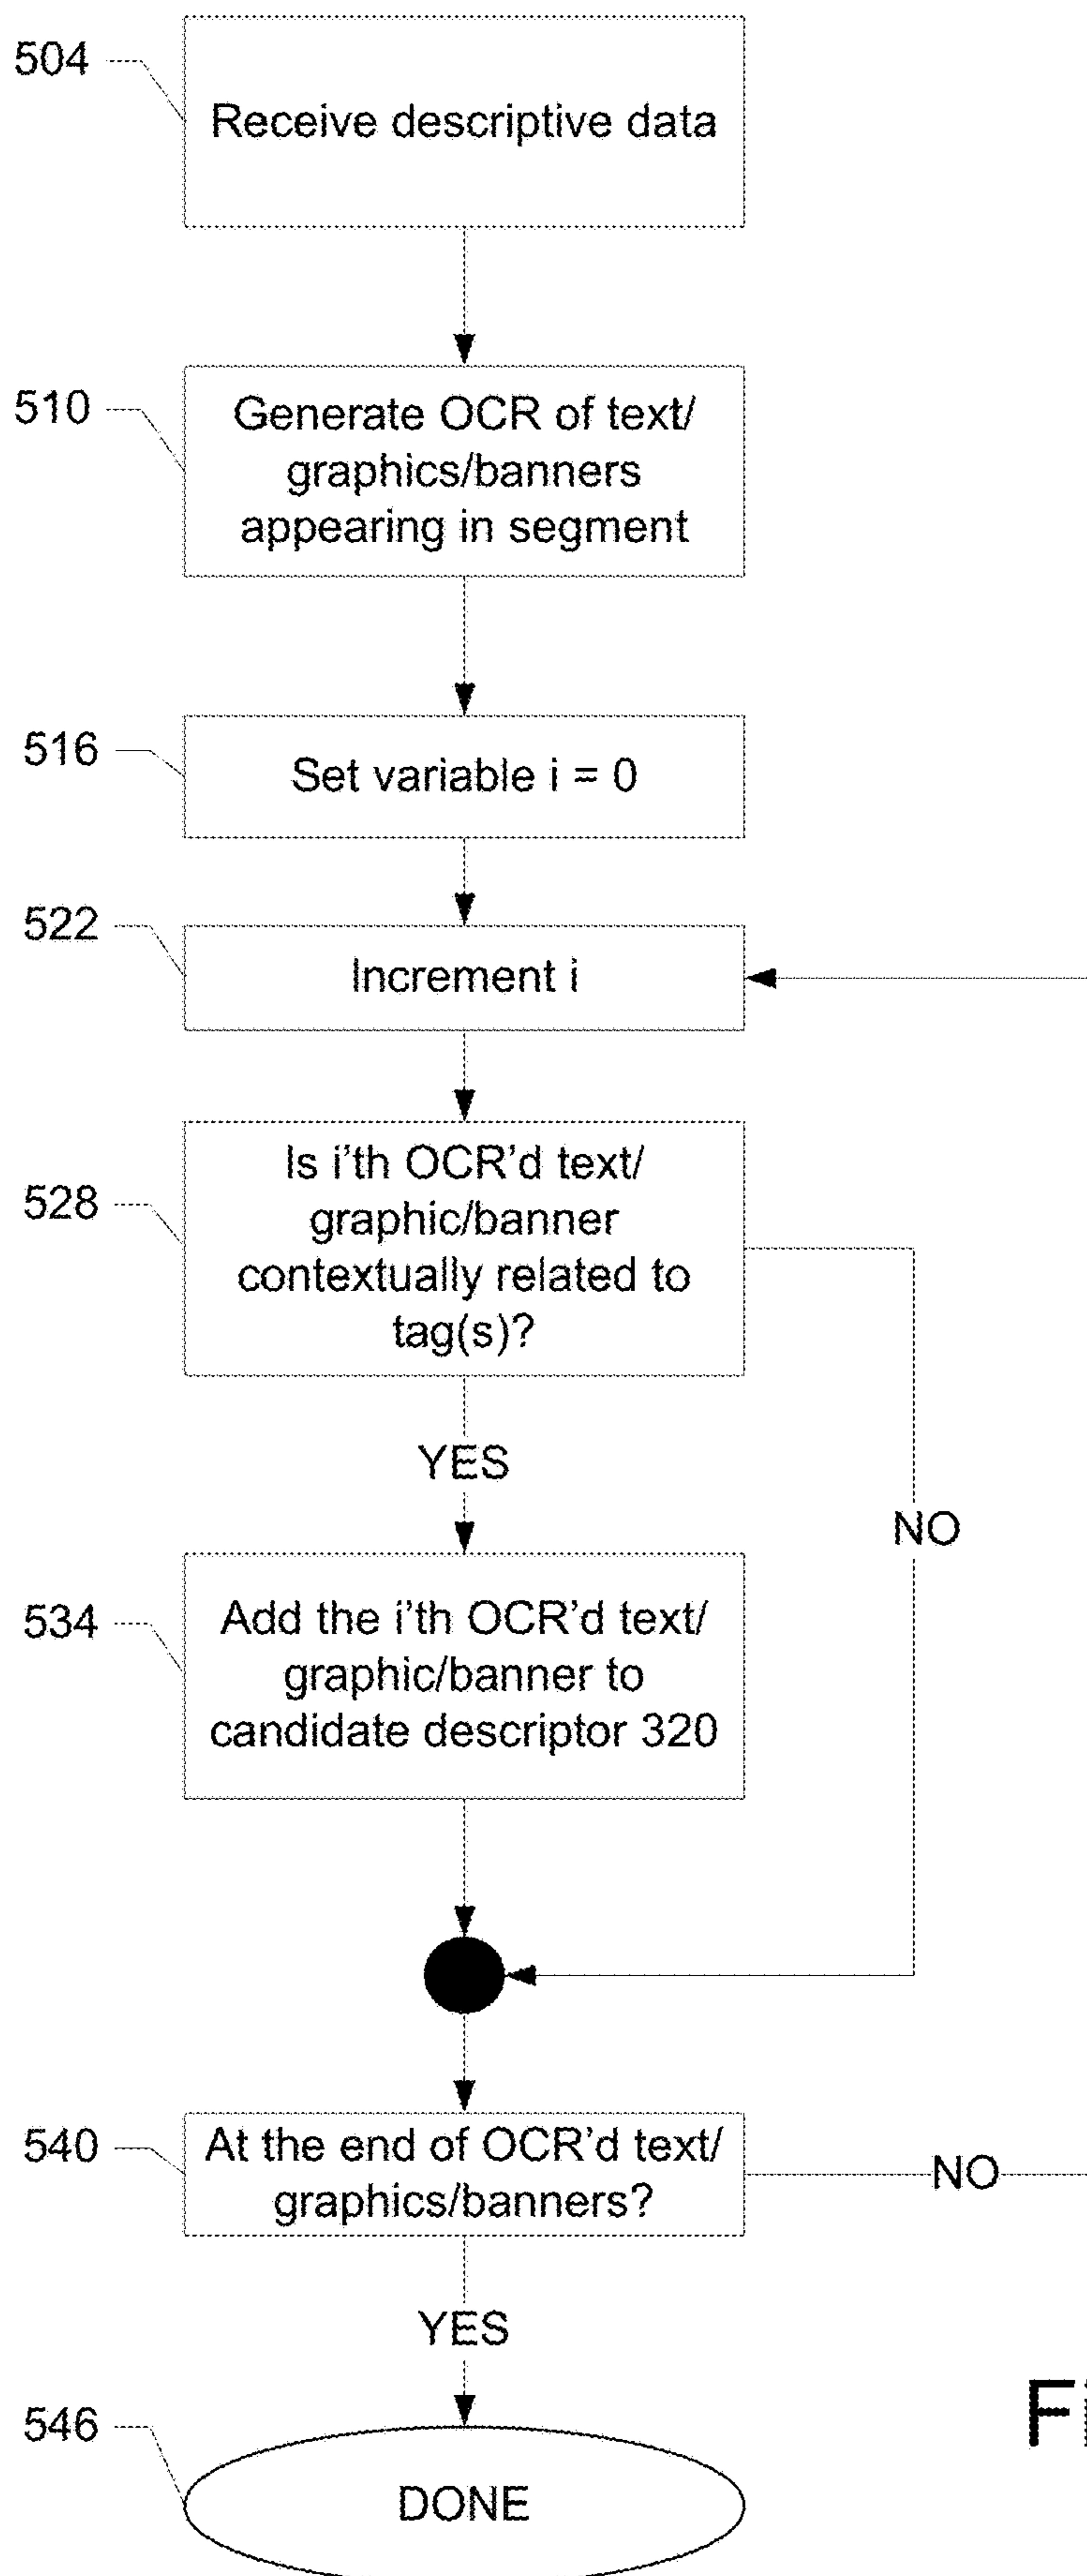 504
Receive descriptive data
510
Generate OCR of text/
graphics/banners
appearing in segment
516
Set variable i = 0
522
Increment i
528
Is i’th OCR’d text/
graphic/banner
contextually related to
tag(s)?
YES
NO
534
Add the i’th OCR’d text/
graphic/banner to
candidate descriptor 320
540
At the end of OCR’d text/
graphics/banners?
NO
YES
546
DONE